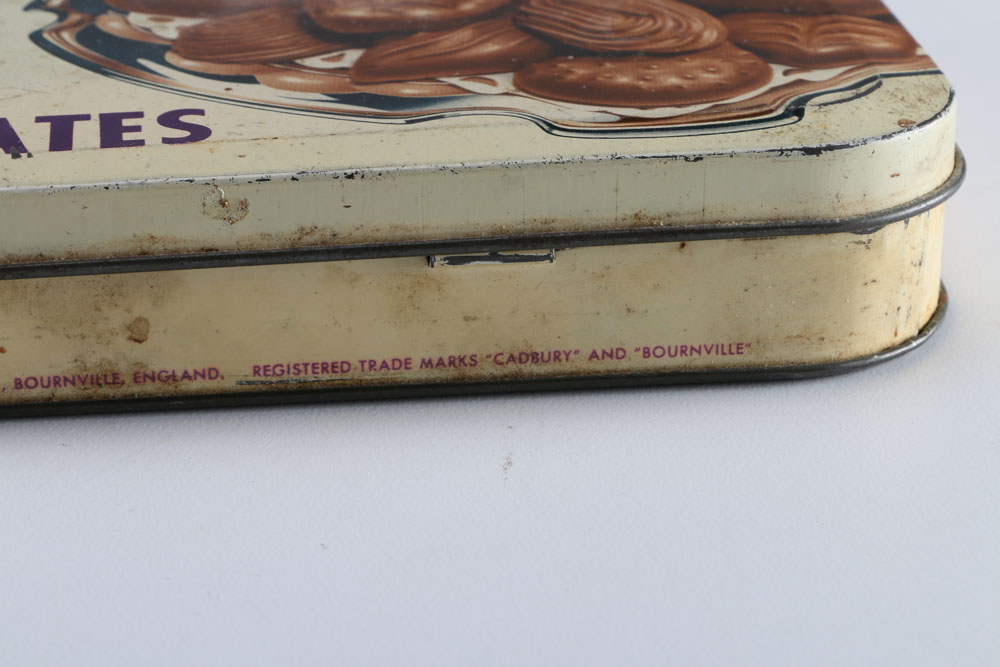 ATES
, BOURNVILLE, ENGLAND. REGISTERED TRADE MARKS "CADBURY" AND "BOURNVILLE"